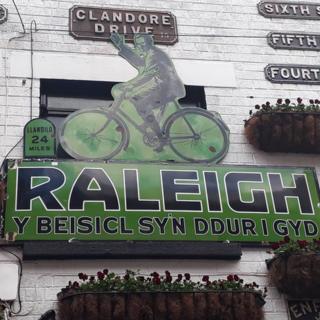 CLANDORE
DRIVE
SIXTH S
FIFTH
FOURT
LLANDILO
24
MILES
RALEIGH
Y BEISICL SYN DDUR I GYD